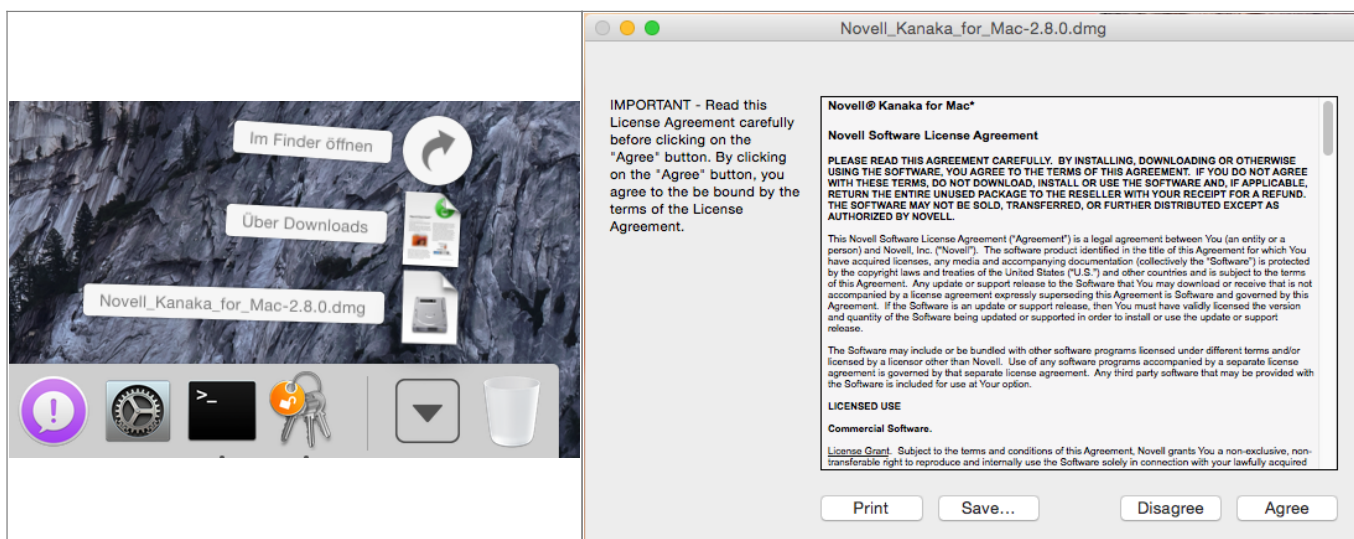 Im Finder öffnen
Über Downloads
Novell_Kanaka_for_Mac-2.8.0.dmg
>_
Novell_Kanaka_for_Mac-2.8.0.dmg
IMPORTANT - Read this
License Agreement carefully
before clicking on the
"Agree" button. By clicking
on the "Agree" button, you
agree to the be bound by the
terms of the License
Agreement.
Novell® Kanaka for Mac*
Novell Software License Agreement
PLEASE READ THIS AGREEMENT CAREFULLY. BY INSTALLING, DOWNLOADING OR OTHERWISE
USING THE SOFTWARE, YOU AGREE TO THE TERMS OF THIS AGREEMENT. IF YOU DO NOT AGREE
WITH THESE TERMS, DO NOT DOWNLOAD, INSTALL OR USE THE SOFTWARE AND, IF APPLICABLE,
RETURN THE ENTIRE UNUSED PACKAGE TO THE RESELLER WITH YOUR RECEIPT FOR A REFUND.
THE SOFTWARE MAY NOT BE SOLD, TRANSFERRED, OR FURTHER DISTRIBUTED EXCEPT AS
AUTHORIZED BY NOVELL.
This Novell Software License Agreement ("Agreement") is a legal agreement between You (an entity or a
person) and Novell, Inc. ("Novell"). The software product identified in the title of this Agreement for which You
have acquired licenses, any media and accompanying documentation (collectively the "Software") is protected
by the copyright laws and treaties of the United States ("U.S.") and other countries and is subject to the terms
of this Agreement. Any update or support release to the Software that You may download or receive that is not
accompanied by a license agreement expressly superseding this Agreement is Software and governed by this
Agreement. If the Software is an update or support release, then You must have validly licensed the version
and quantity of the Software being updated or supported in order to install or use the update or support
release.
The Software may include or be bundled with other software programs licensed under different terms and/or
licensed by a licensor other than Novell. Use of any software programs accompanied by a separate license
agreement is governed by that separate license agreement. Any third party software that may be provided with
the Software is included for use at Your option.
LICENSED USE
Commercial Software.
License Grant. Subject to the terms and conditions of this Agreement, Novell grants You a non-exclusive, non-
transferable right to reproduce and internally use the Software solely in connection with your lawfully acquired
Print
Save...
Disagree
Agree